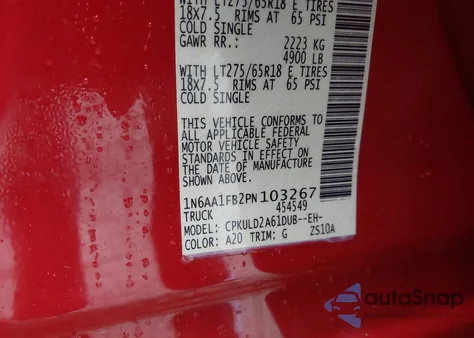 WITH LT275/65R18 E TIRES
18X7.5 RIMS AT 65 PSI
COLD SINGLE
GAWR RR: 2223 KG
4900 LB
WITH LT275/65R18 E TIRES
18X7.5 RIMS AT 65 PSI
COLD SINGLE
THIS VEHICLE CONFORMS TO
ALL APPLICABLE FEDERAL
MOTOR VEHICLE SAFETY
STANDARDS IN EFFECT ON
THE DATE OF MANUFACTURE
SHOWN ABOVE.
1N6AA1FB2PN103267
TRUCK 454549
MODEL: CPKULD2A61DUB--EH-
COLOR: A20 TRIM: G ZS10A
autoSnap